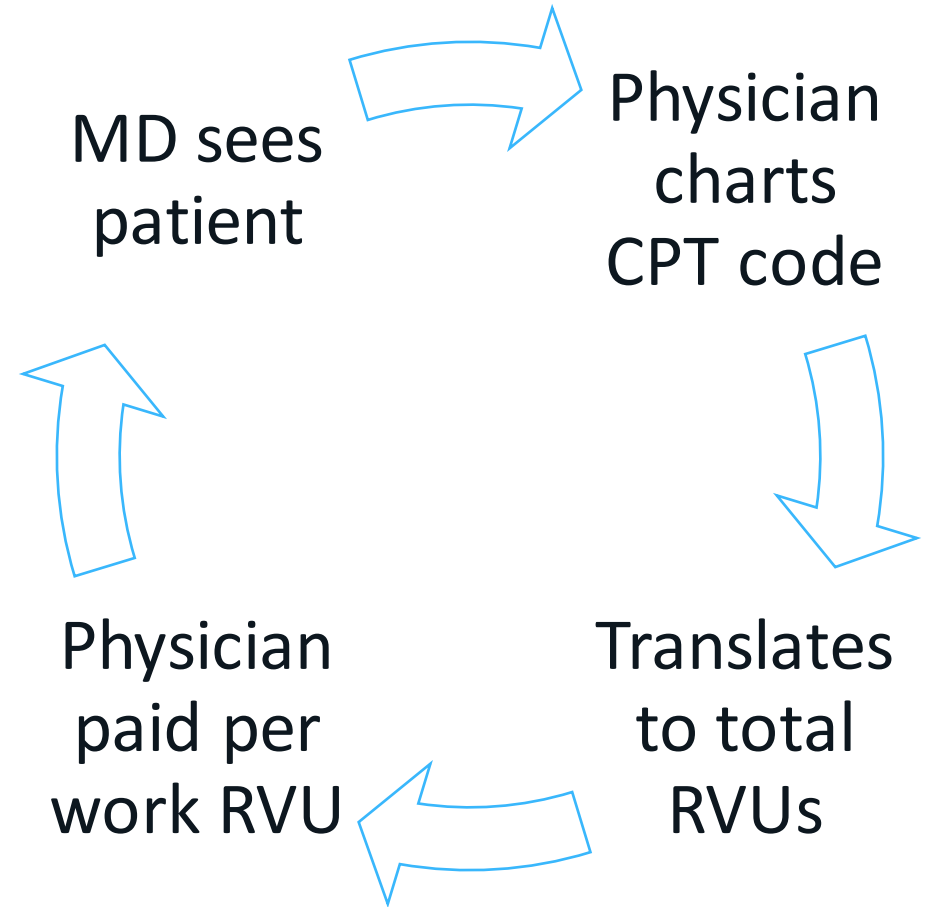 MD sees
patient
Physician
charts
CPT code
Translates
to total
RVUs
Physician
paid per
work RVU